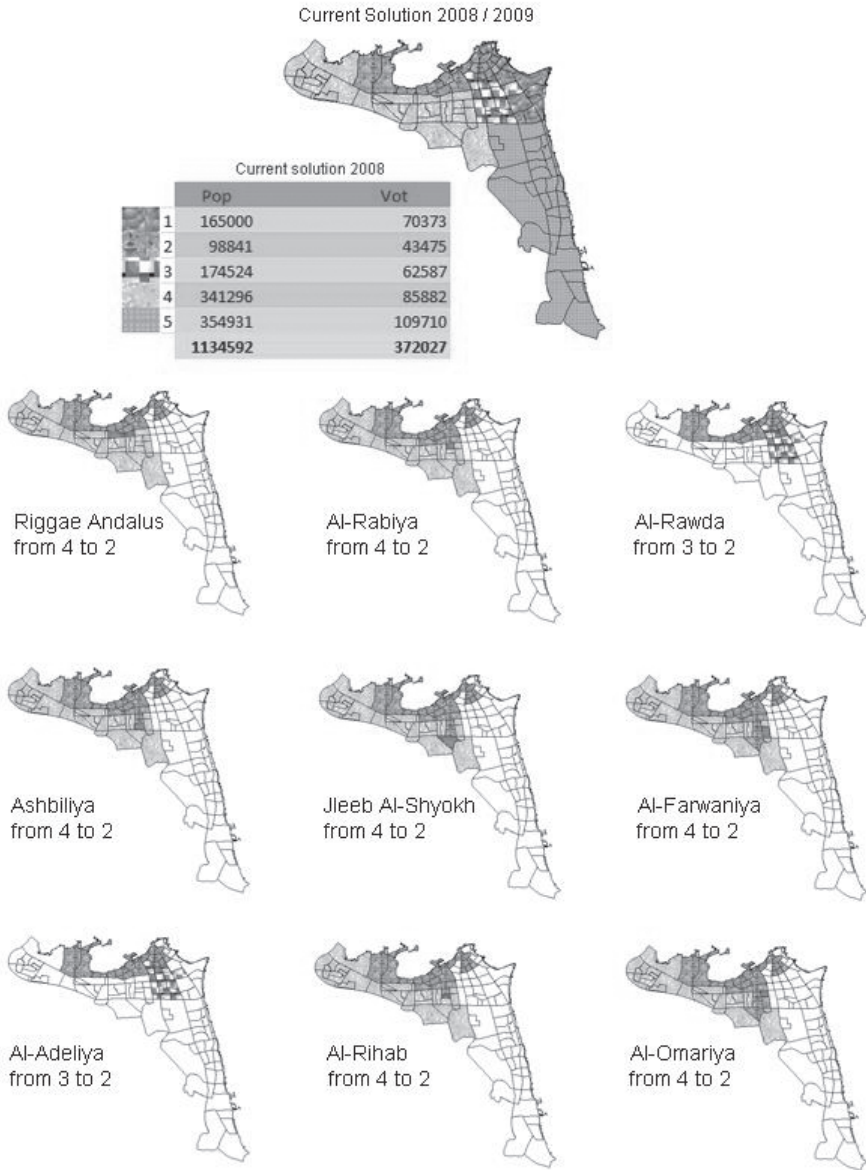 Current Solution 2008 / 2009
Current solution 2008
Pop Vot
1 165000 70373
2 98841 43475
3 174524 62587
4 341296 85882
5 354931 109710
1134592 372027
Riggae Andalus
from 4 to 2
Al-Rabiya
from 4 to 2
Al-Rawda
from 3 to 2
Ashbiliya
from 4 to 2
Jleeb Al-Shyokh
from 4 to 2
Al-Farwaniya
from 4 to 2
Al-Adeliya
from 3 to 2
Al-Rihab
from 4 to 2
Al-Omariya
from 4 to 2